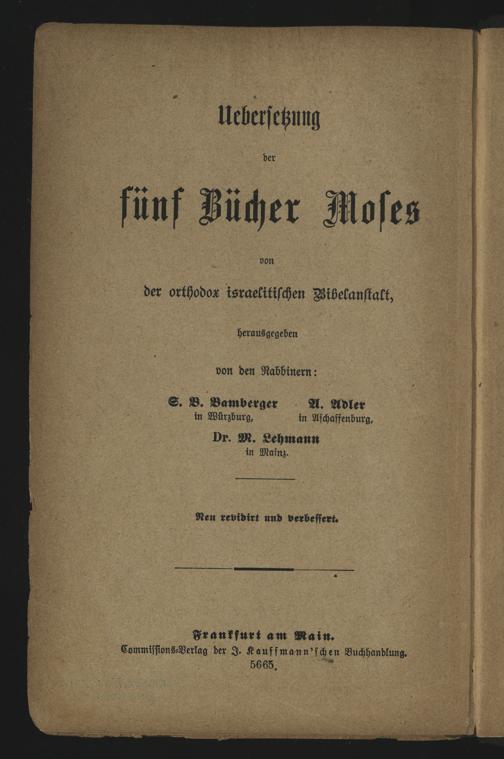 Uebersetzung
der
fünf Bücher Moses
von
der orthodox israelitischen Bibelanstalt,
herausgegeben
von den Rabbinern:
S. B. Bamberger A. Adler
in Würzburg, in Aschaffenburg,
Dr. M. Lehmann
in Mainz.
Neu revidirt und verbessert.
Frankfurt am Main.
Commissions-Verlag der J. Kauffmann'schen Buchhandlung.
5665.